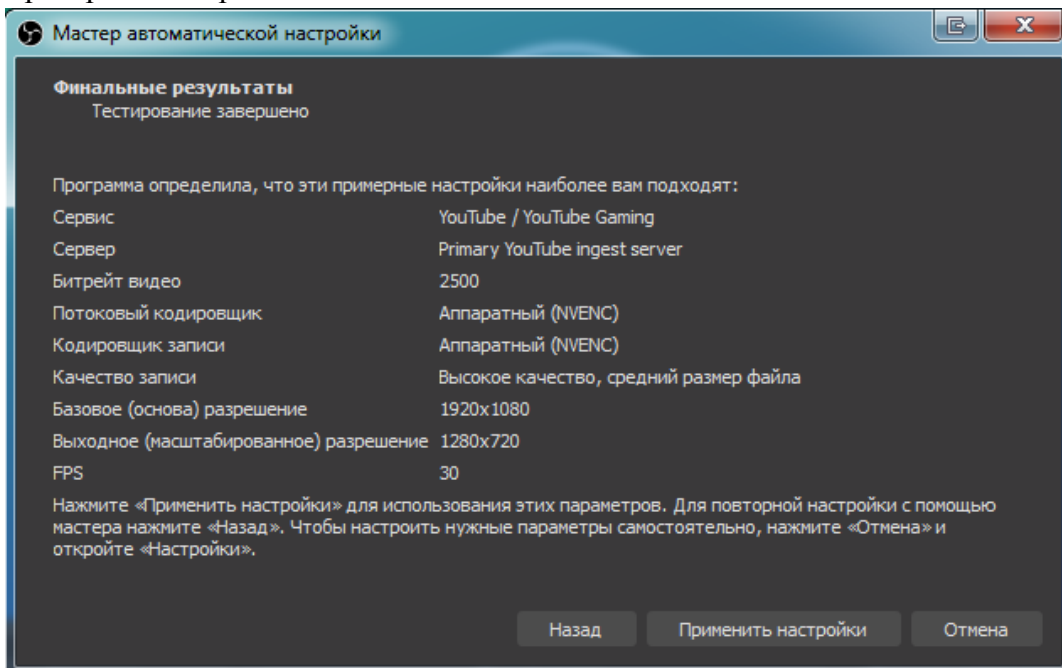 Мастер автоматической настройки
Финальные результаты
Тестирование завершено
Программа определила, что эти примерные настройки наиболее вам подходят:
Сервис YouTube / YouTube Gaming
Сервер Primary YouTube ingest server
Битрейт видео 2500
Потоковый кодировщик Аппаратный (NVENC)
Кодировщик записи Аппаратный (NVENC)
Качество записи Высокое качество, средний размер файла
Базовое (основа) разрешение 1920x1080
Выходное (масштабированное) разрешение 1280x720
FPS 30
Нажмите «Применить настройки» для использования этих параметров. Для повторной настройки с помощью
мастера нажмите «Назад». Чтобы настроить нужные параметры самостоятельно, нажмите «Отмена» и
откройте «Настройки».
Назад Применить настройки Отмена